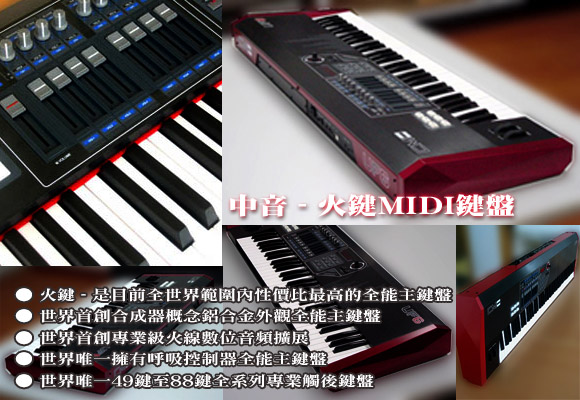 中音 - 火鍵MIDI鍵盤
● 火鍵 - 是目前全世界範圍內性價比最高的全能主鍵盤
● 世界首創合成器概念鋁合金外觀全能主鍵盤
● 世界首創專業級火線數位音頻擴展
● 世界唯一擁有呼吸控制器全能主鍵盤
● 世界唯一49鍵至88鍵全系列專業觸後鍵盤